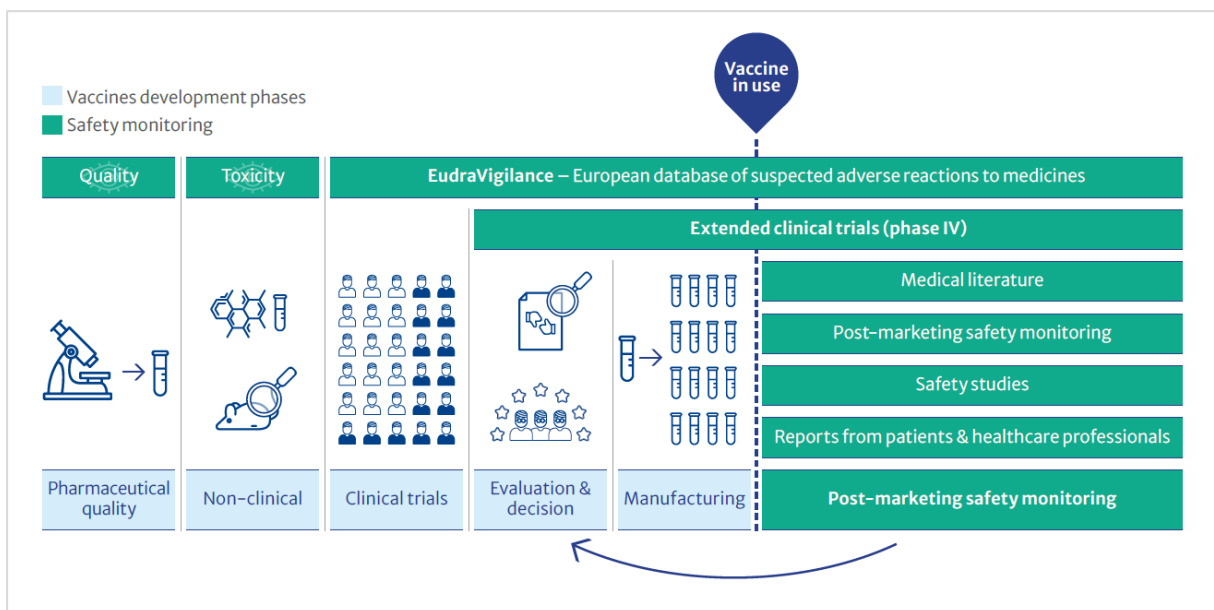 Vaccine
in use
Vaccines development phases
Safety monitoring
Quality
Toxicity
EudraVigilance – European database of suspected adverse reactions to medicines
Extended clinical trials (phase IV)
Medical literature
Post-marketing safety monitoring
Safety studies
Reports from patients & healthcare professionals
Pharmaceutical
quality
Non-clinical
Clinical trials
Evaluation &
decision
Manufacturing
Post-marketing safety monitoring